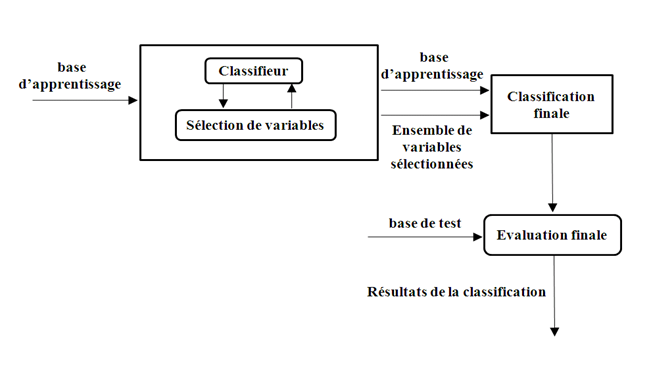 base
d’apprentissage
Classifieur
Sélection de variables
base
d’apprentissage
Ensemble de
variables
sélectionnées
Classification
finale
base de test
Evaluation finale
Résultats de la classification